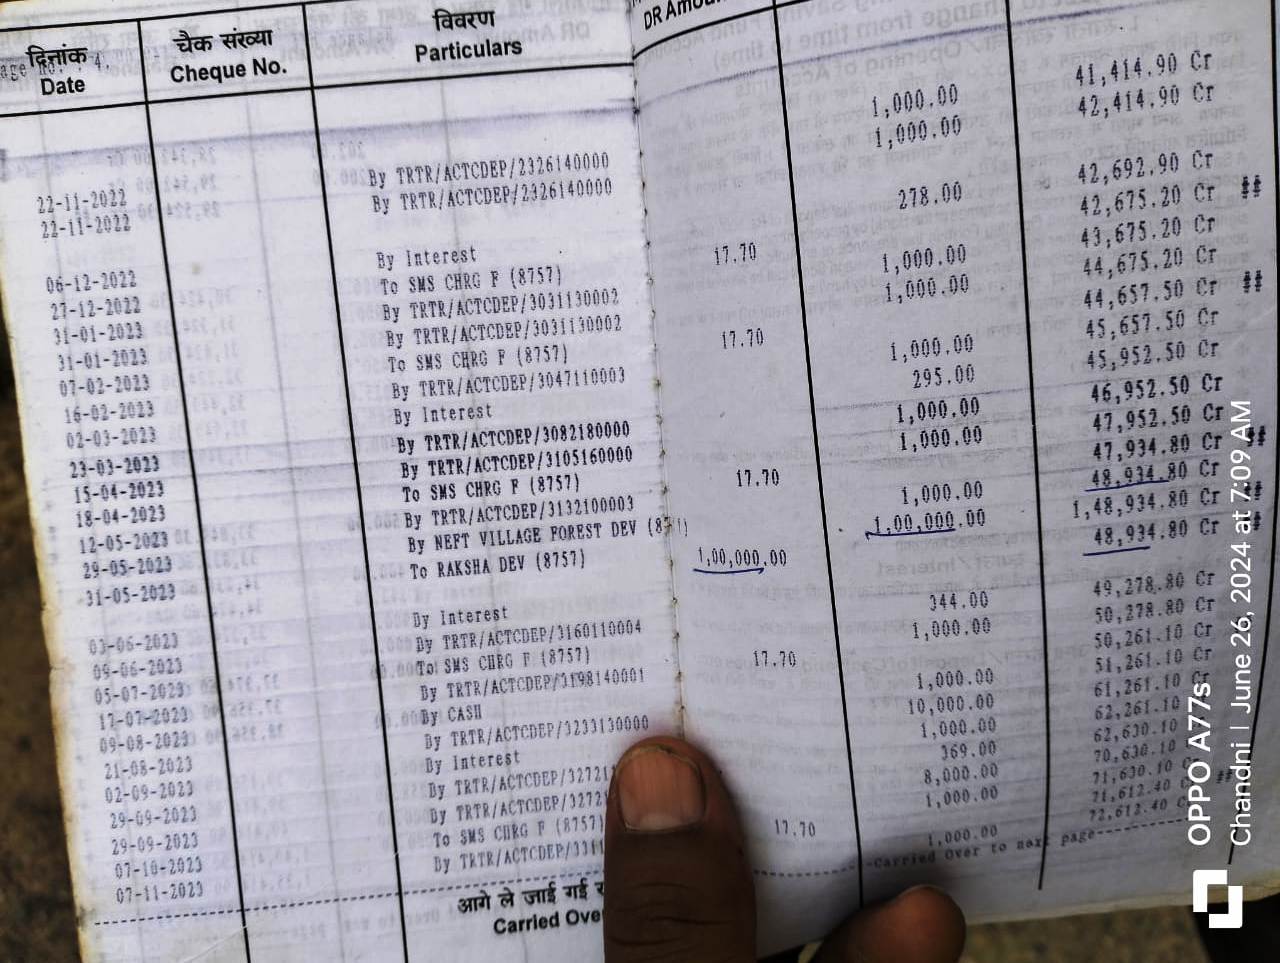 age no. : 4,
दिनांक चैक संख्या विवरण
Date Cheque No. Particulars DR Amou
22-11-2022 By TRTR/ACTCDEP/2326140000 1,000.00 41,414.90 Cr
22-11-2022 By TRTR/ACTCDEP/2326140000 1,000.00 42,414.90 Cr
06-12-2022 By Interest 278.00 42,692.90 Cr
27-12-2022 To SMS CHRG F (8757) 17.70 42,675.20 Cr ##
31-01-2023 By TRTR/ACTCDEP/3031130002 1,000.00 43,675.20 Cr
31-01-2023 By TRTR/ACTCDEP/3031130002 1,000.00 44,675.20 Cr
07-02-2023 To SMS CHRG F (8757) 17.70 44,657.50 Cr ##
16-02-2023 By TRTR/ACTCDEP/3047110003 1,000.00 45,657.50 Cr
02-03-2023 By Interest 295.00 45,952.50 Cr
23-03-2023 By TRTR/ACTCDEP/3082180000 1,000.00 46,952.50 Cr
15-04-2023 By TRTR/ACTCDEP/3105160000 1,000.00 47,952.50 Cr
18-04-2023 To SMS CHRG F (8757) 17.70 47,934.80 Cr ##
12-05-2023 By TRTR/ACTCDEP/3132100003 1,000.00 48,934.80 Cr
29-05-2023 By NEFT VILLAGE FOREST DEV 1,00,000.00 1,48,934.80 Cr ##
31-05-2023 To RAKSHA DEV (8757) 1,00,000.00 48,934.80 Cr
03-06-2023 By Interest 344.00 49,278.80 Cr
09-06-2023 By TRTR/ACTCDEP/3160110004 1,000.00 50,278.80 Cr
05-07-2023 To SMS CHRG F (8757) 17.70 50,261.10 Cr
17-07-2023 By TRTR/ACTCDEP/3198140001 1,000.00 51,261.10 Cr
09-08-2023 By CASH 10,000.00 61,261.10 Cr
21-08-2023 By TRTR/ACTCDEP/3233130000 1,000.00 62,261.10 Cr
02-09-2023 By Interest 369.00 62,630.10
29-09-2023 By TRTR/ACTCDEP/32721 8,000.00 70,630.10 C
29-09-2023 By TRTR/ACTCDEP/3272 1,000.00 71,630.10 Cr
07-10-2023 To SMS CHRG F (8757) 17.70 71,612.40 C ##
07-11-2023 By TRTR/ACTCDEP/331 1,000.00 72,612.40 C
Carried Over to next page
आगे ले जाई गई
Carried Ove
OPPO A77s
Chandni | June 26, 2024 at 7:09 AM